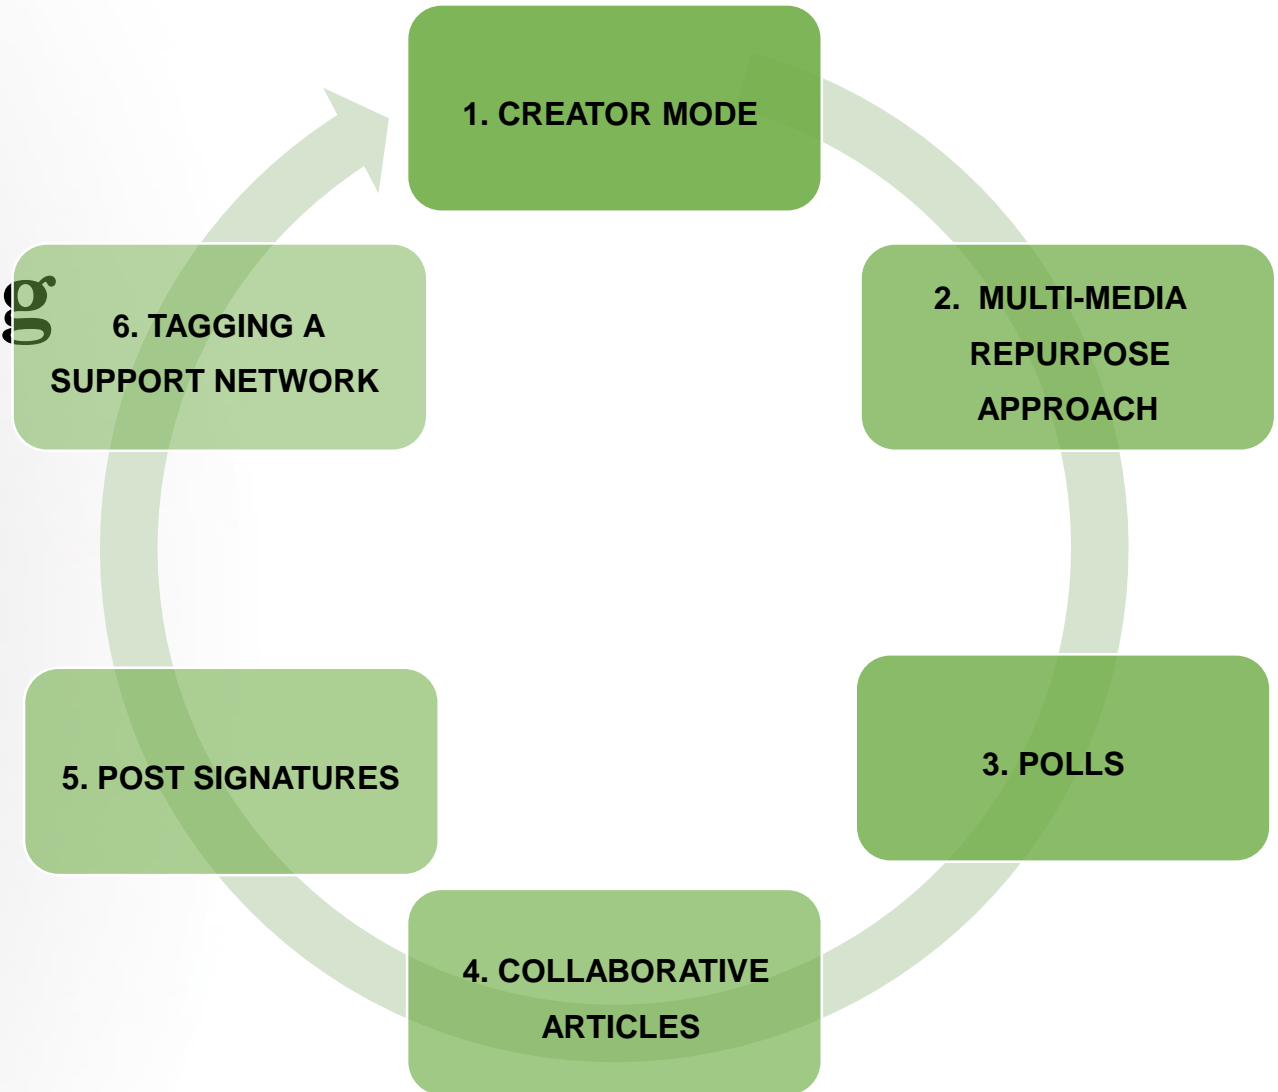 1. CREATOR MODE
2. MULTI-MEDIA
REPURPOSE
APPROACH
3. POLLS
4. COLLABORATIVE
ARTICLES
5. POST SIGNATURES
g
6. TAGGING A
SUPPORT NETWORK